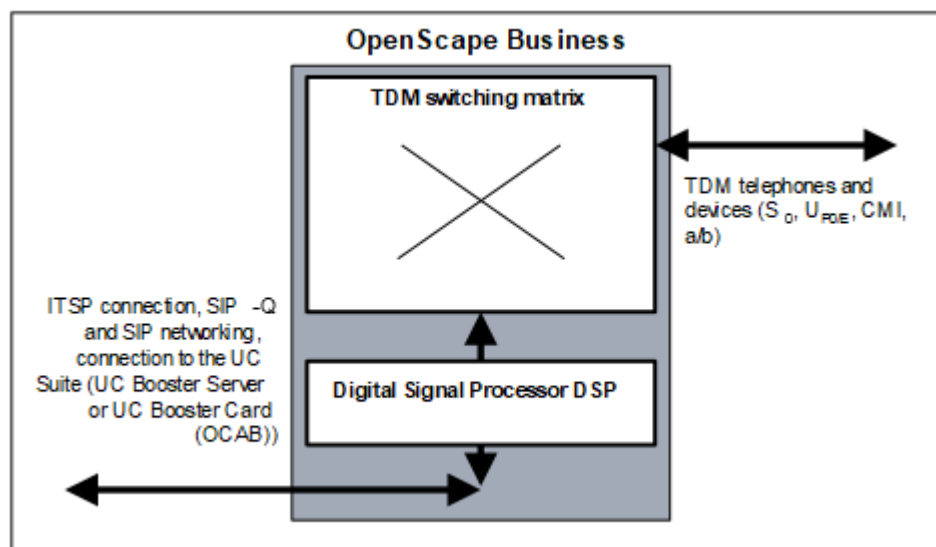 OpenScape Business
TDM switching matrix
TDM telephones and
devices (S0, UP0/E, CMI,
a/b)
ITSP connection, SIP -Q
and SIP networking,
connection to the UC
Suite (UC Booster Server
or UC Booster Card
(OCAB))
Digital Signal Processor DSP